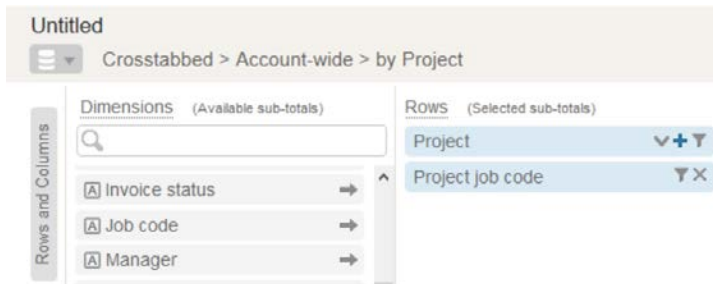 Untitled
Crosstabbed > Account-wide > by Project
Rows and Columns
Dimensions (Available sub-totals)
A Invoice status
A Job code
A Manager
Rows (Selected sub-totals)
Project
Project job code